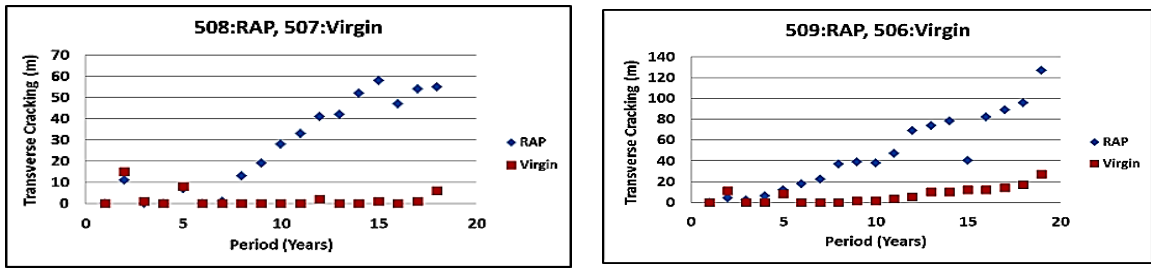 508:RAP, 507:Virgin
Transverse Cracking (m)
70
60
50
40
30
20
10
0
0 5 10 15 20
Period (Years)
RAP
Virgin
509:RAP, 506:Virgin
Transverse Cracking (m)
140
120
100
80
60
40
20
0
0 5 10 15 20
Period (Years)
RAP
Virgin